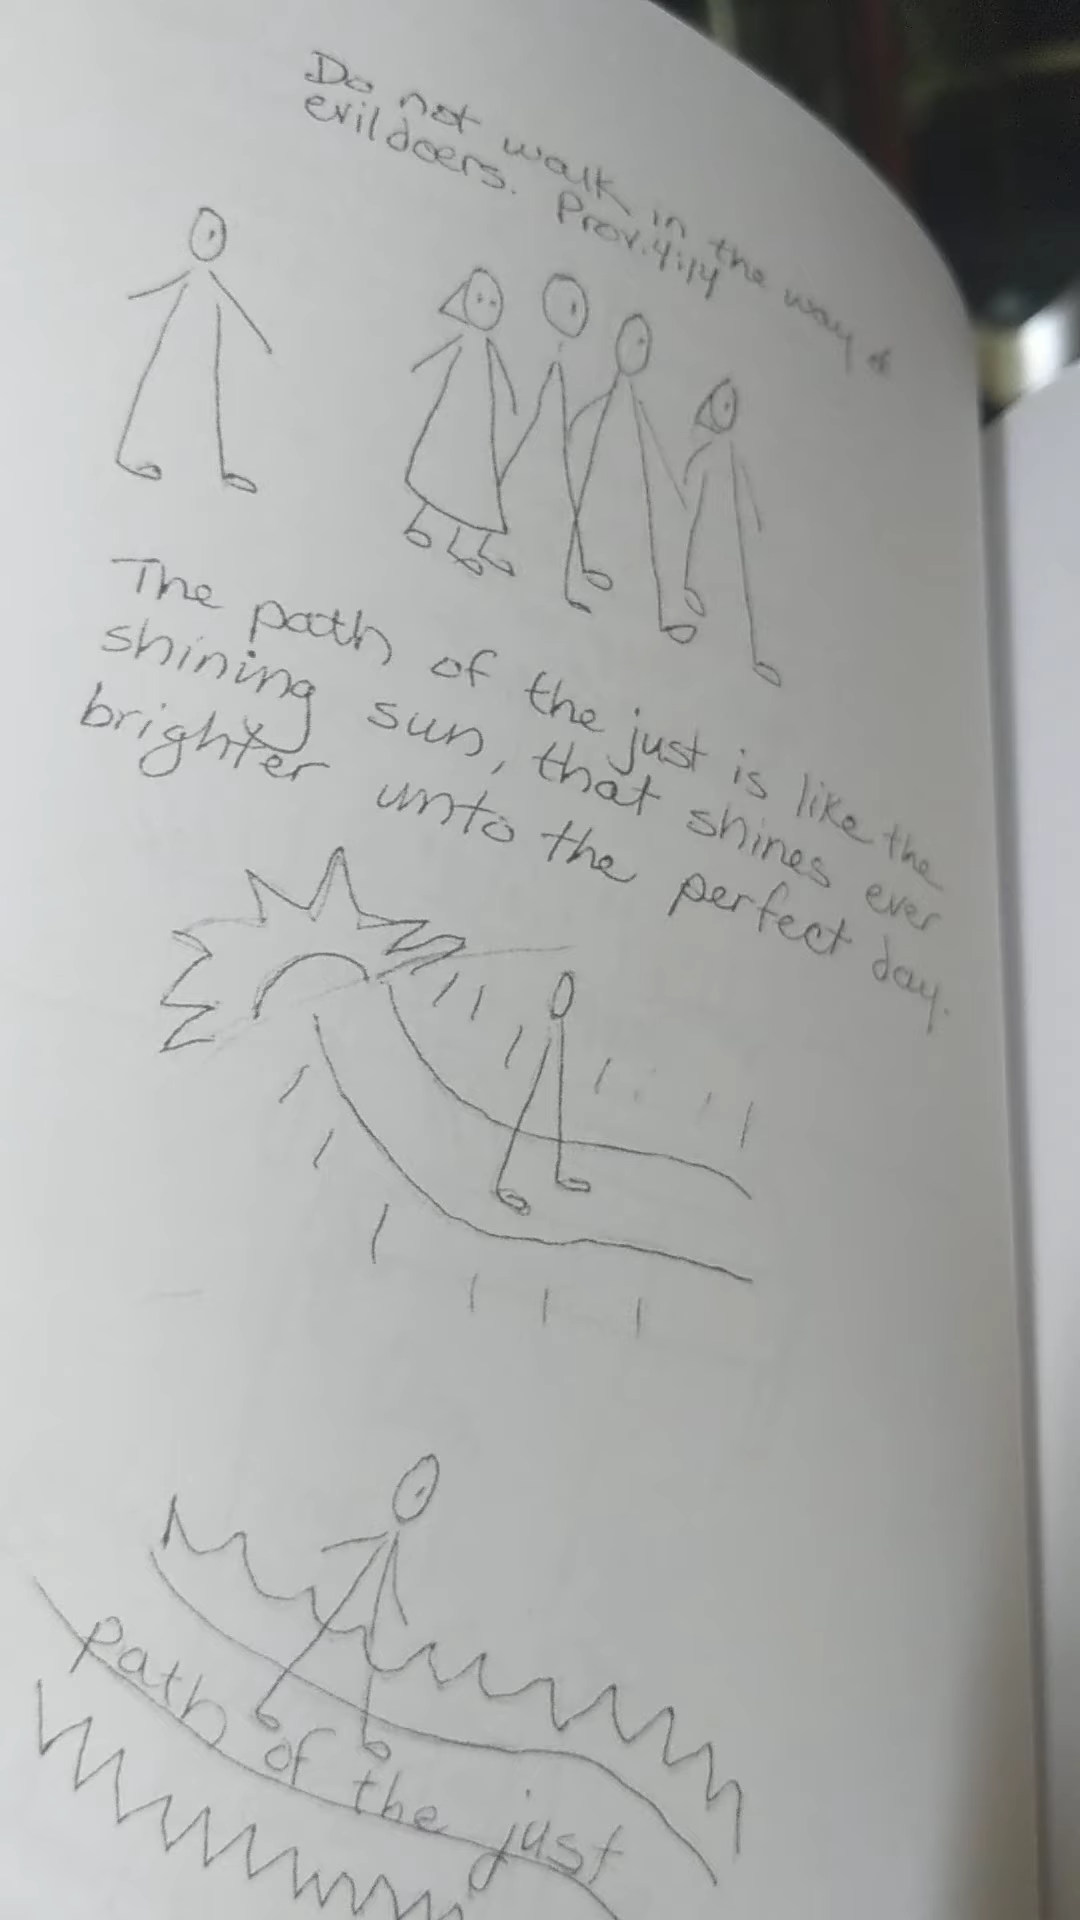 Do not walk in the way of
evildoers. Prov. 4:14
The path of the just is like the
shining sun, that shines ever
brighter unto the perfect day.
path of the just